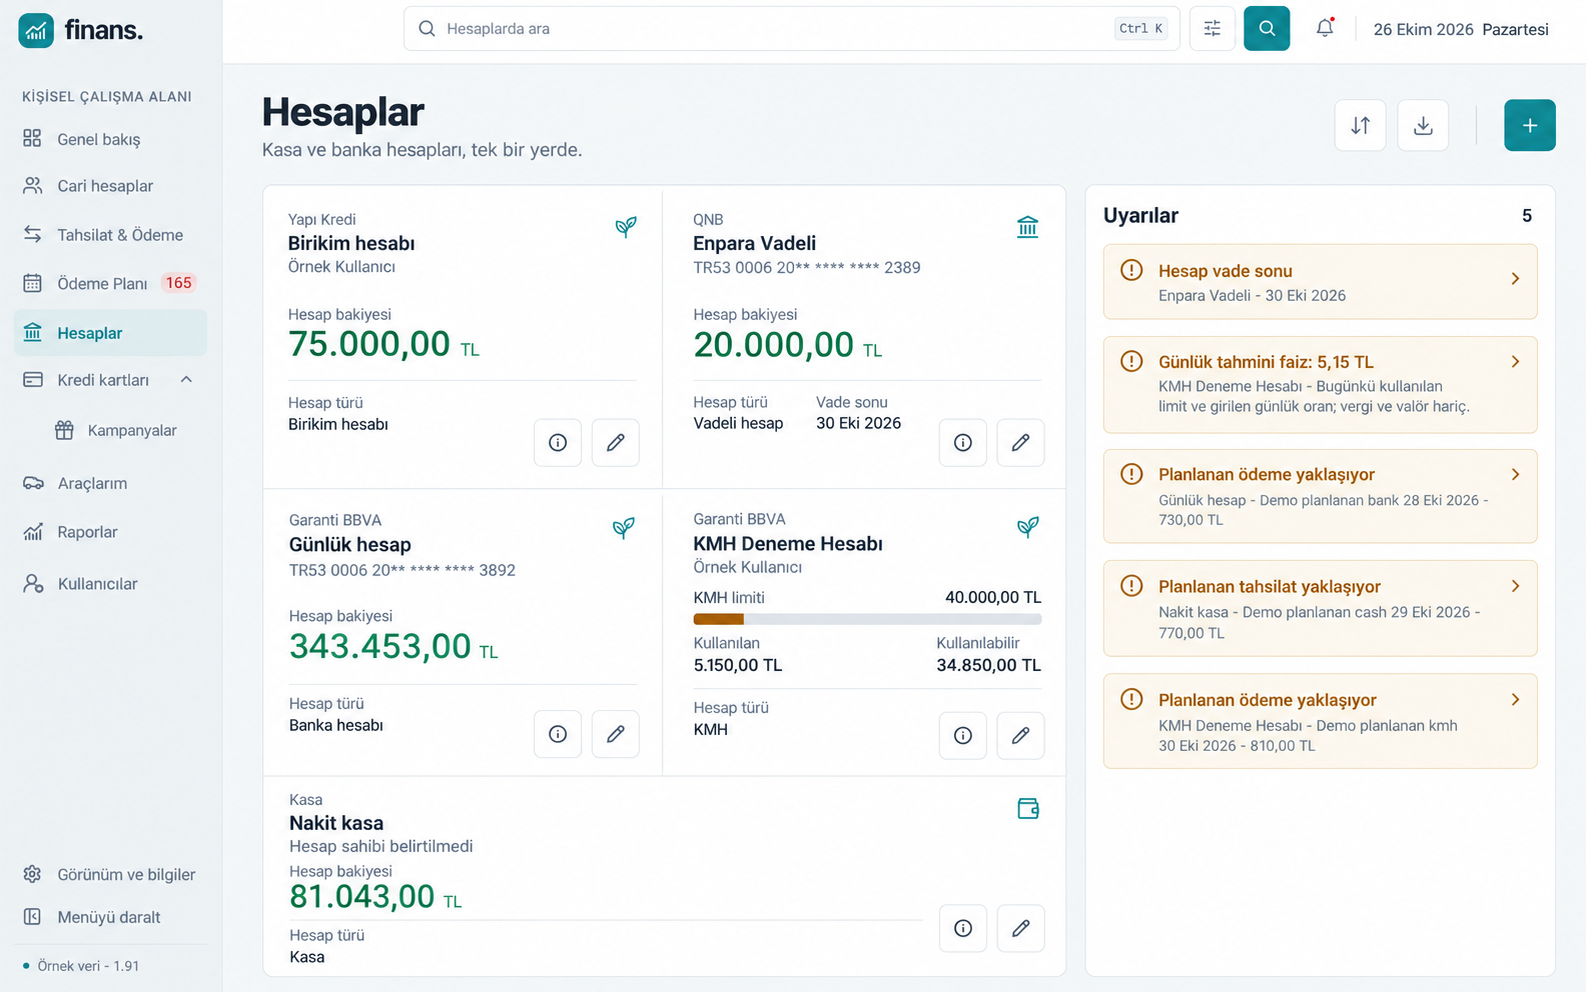 finans.
Hesaplarda ara
Ctrl K
26 Ekim 2026 Pazartesi
KİŞİSEL ÇALIŞMA ALANI
Genel bakış
Cari hesaplar
Tahsilat & Ödeme
Ödeme Planı 165
Hesaplar
Kredi kartları
Kampanyalar
Araçlarım
Raporlar
Kullanıcılar
Görünüm ve bilgiler
Menüyü daralt
Örnek veri - 1.91
Hesaplar
Kasa ve banka hesapları, tek bir yerde.
Yapı Kredi
Birikim hesabı
Örnek Kullanıcı
Hesap bakiyesi
75.000,00 TL
Hesap türü
Birikim hesabı
QNB
Enpara Vadeli
TR53 0006 20** **** **** 2389
Hesap bakiyesi
20.000,00 TL
Hesap türü Vade sonu
Vadeli hesap 30 Eki 2026
Garanti BBVA
Günlük hesap
TR53 0006 20** **** **** 3892
Hesap bakiyesi
343.453,00 TL
Hesap türü
Banka hesabı
Garanti BBVA
KMH Deneme Hesabı
Örnek Kullanıcı
KMH limiti 40.000,00 TL
Kullanılan Kullanılabilir
5.150,00 TL 34.850,00 TL
Hesap türü
KMH
Kasa
Nakit kasa
Hesap sahibi belirtilmedi
Hesap bakiyesi
81.043,00 TL
Hesap türü
Kasa
Uyarılar 5
Hesap vade sonu
Enpara Vadeli - 30 Eki 2026
Günlük tahmini faiz: 5,15 TL
KMH Deneme Hesabı - Bugünkü kullanılan
limit ve girilen günlük oran; vergi ve valör hariç.
Planlanan ödeme yaklaşıyor
Günlük hesap - Demo planlanan bank 28 Eki 2026 -
730,00 TL
Planlanan tahsilat yaklaşıyor
Nakit kasa - Demo planlanan cash 29 Eki 2026 -
770,00 TL
Planlanan ödeme yaklaşıyor
KMH Deneme Hesabı - Demo planlanan kmh
30 Eki 2026 - 810,00 TL